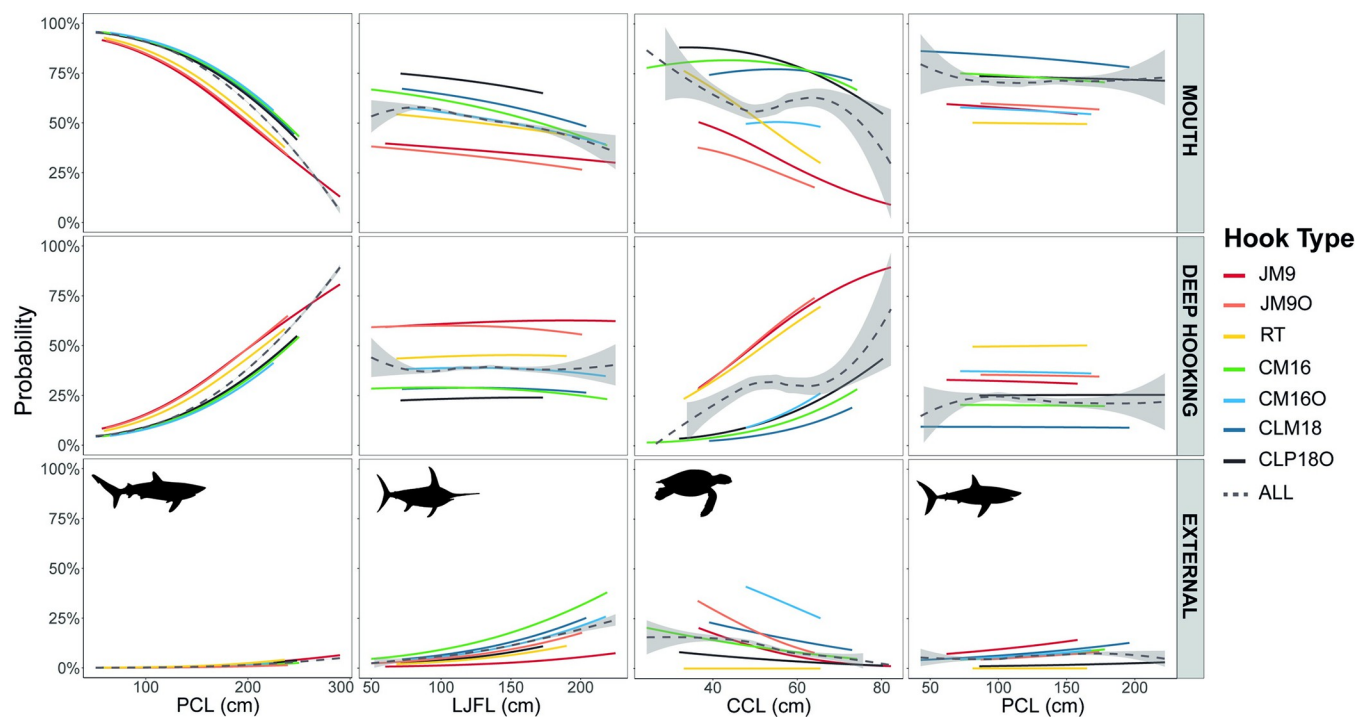 100%
75%
50%
25%
0%
MOUTH
100%
75%
50%
25%
0%
DEEP HOOKING
100%
75%
50%
25%
0%
EXTERNAL
Probability
100 200 300
50 100 150 200
40 60 80
50 100 150 200
PCL (cm)
LJFL (cm)
CCL (cm)
PCL (cm)
Hook Type
JM9
JM9O
RT
CM16
CM16O
CLM18
CLP18O
ALL